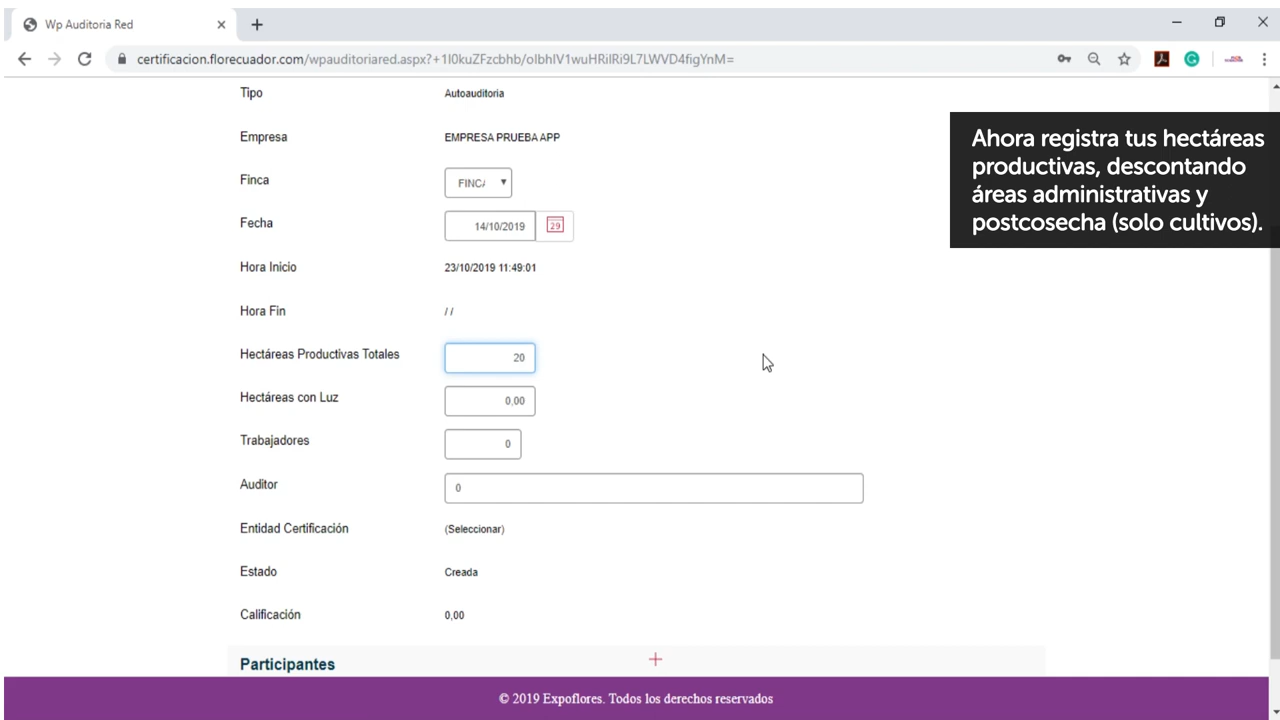 Wp Auditoria Red
certificacion.florecuador.com/wpauditoriared.aspx?+1I0kuZFzcbhb/olbhIV1wuHRilRi9L7LWVD4figYnM=
Tipo Autoauditoria
Ahora registra tus hectáreas
productivas, descontando
áreas administrativas y
postcosecha (solo cultivos).
Empresa EMPRESA PRUEBA APP
Finca FINC
Fecha 14/10/2019 29
Hora Inicio 23/10/2019 11:49:01
Hora Fin / /
Hectáreas Productivas Totales 20
Hectáreas con Luz 0,00
Trabajadores 0
Auditor 0
Entidad Certificación (Seleccionar)
Estado Creada
Calificación 0,00
Participantes
© 2019 Expoflores. Todos los derechos reservados